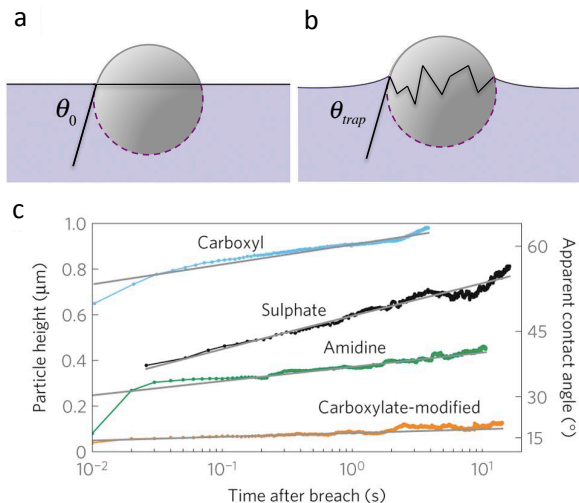 a
b
θ0
θtrap
c
1.0
0.8
0.6
0.4
0.2
0
Particle height (μm)
Carboxyl
Sulphate
Amidine
Carboxylate-modified
60
45
30
15
Apparent contact angle (°)
10⁻² 10⁻¹ 10⁰ 10¹
Time after breach (s)